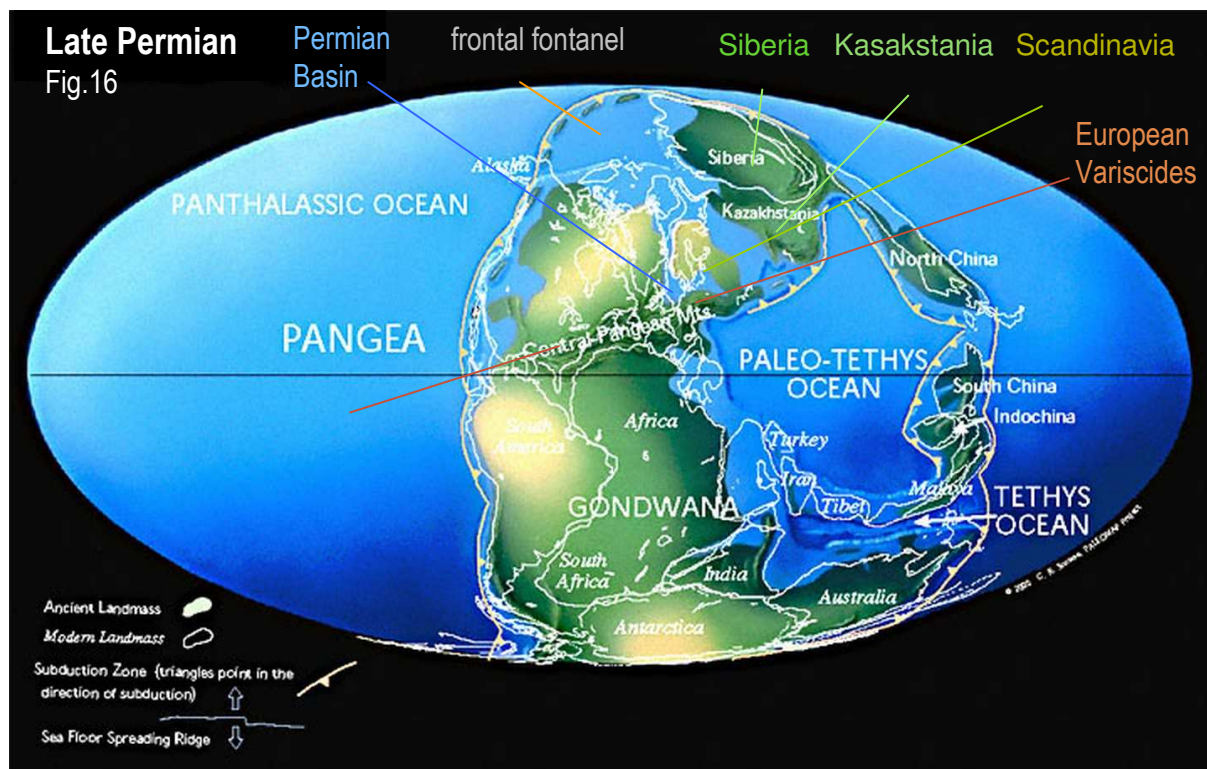 Late Permian
Fig.16
Permian
Basin
frontal fontanel
Siberia
Kasakstania
Scandinavia
European
Variscides
Alaska
Siberia
PANTHALASSIC OCEAN
Kazakhstania
North China
PANGEA
Central Pangean Mts.
PALEO-TETHYS
OCEAN
South China
Indochina
South
America
Africa
Turkey
Iran
Tibet
Malaya
GONDWANA
TETHYS
OCEAN
South
Africa
India
Australia
Antarctica
Ancient Landmass
Modern Landmass
Subduction Zone (triangles point in the
direction of subduction)
Sea Floor Spreading Ridge
© PALEOMAP